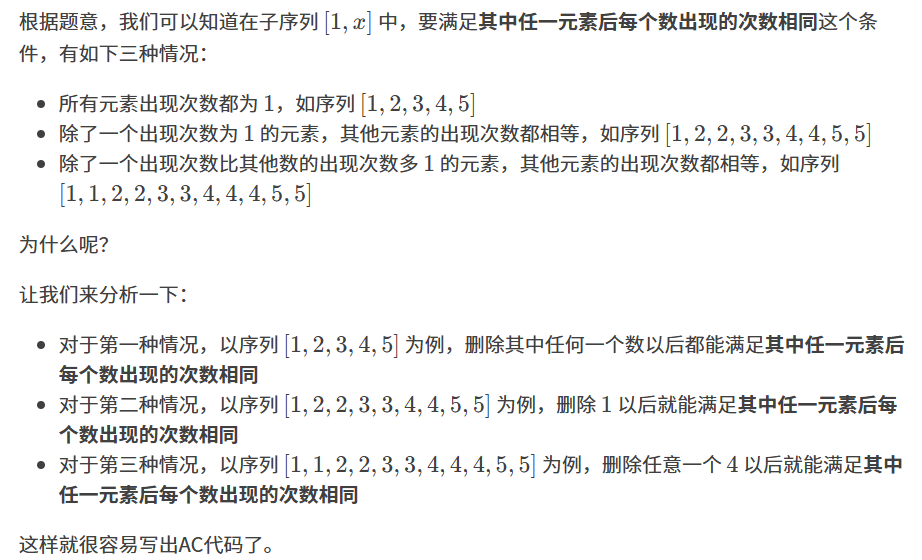 根据题意，我们可以知道在子序列 [1, x] 中，要满足其中任一元素后每个数出现的次数相同这个条
件，有如下三种情况：
• 所有元素出现次数都为 1，如序列 [1, 2, 3, 4, 5]
• 除了一个出现次数为 1 的元素，其他元素的出现次数都相等，如序列 [1, 2, 2, 3, 3, 4, 4, 5, 5]
• 除了一个出现次数比其他数的出现次数多 1 的元素，其他元素的出现次数都相等，如序列
[1, 1, 2, 2, 3, 3, 4, 4, 4, 5, 5]
为什么呢？
让我们来分析一下：
• 对于第一种情况，以序列 [1, 2, 3, 4, 5] 为例，删除其中任何一个数以后都能满足其中任一元素后
每个数出现的次数相同
• 对于第二种情况，以序列 [1, 2, 2, 3, 3, 4, 4, 5, 5] 为例，删除 1 以后就能满足其中任一元素后每
个数出现的次数相同
• 对于第三种情况，以序列 [1, 1, 2, 2, 3, 3, 4, 4, 4, 5, 5] 为例，删除任意一个 4 以后就能满足其中
任一元素后每个数出现的次数相同
这样就很容易写出AC代码了。